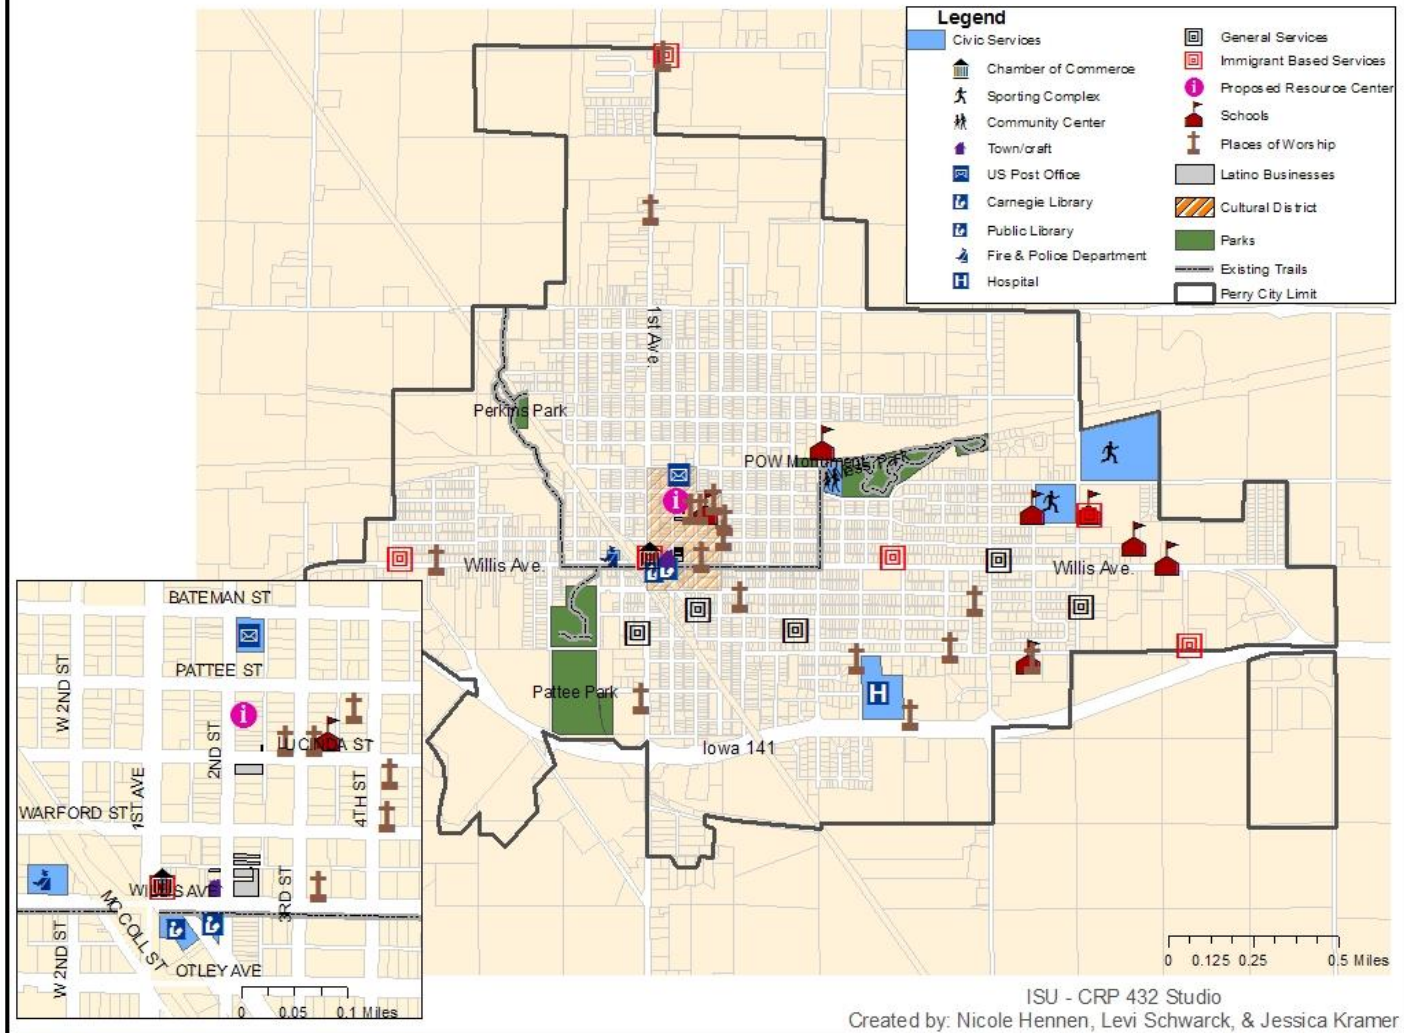 Legend
Civic Services
Chamber of Commerce
Sporting Complex
Community Center
Town/craft
US Post Office
Carnegie Library
Public Library
Fire & Police Department
H Hospital
General Services
Immigrant Based Services
i Proposed Resource Center
Schools
Places of Worship
Latino Businesses
Cultural District
Parks
Existing Trails
Perry City Limit
1st Ave.
Perkins Park
POW Monument Park
i
Willis Ave.
Willis Ave.
Pattee Park
H
Iowa 141
BATEMAN ST
W 2ND ST
PATTEE ST
i
2ND ST
LUCINDA ST
1ST AVE
4TH ST
WARFORD ST
WILLIS AVE
3RD ST
MC COLL ST
W 2ND ST
OTLEY AVE
0 0.05 0.1 Miles
0 0.125 0.25 0.5 Miles
ISU - CRP 432 Studio
Created by: Nicole Hennen, Levi Schwarck, & Jessica Kramer